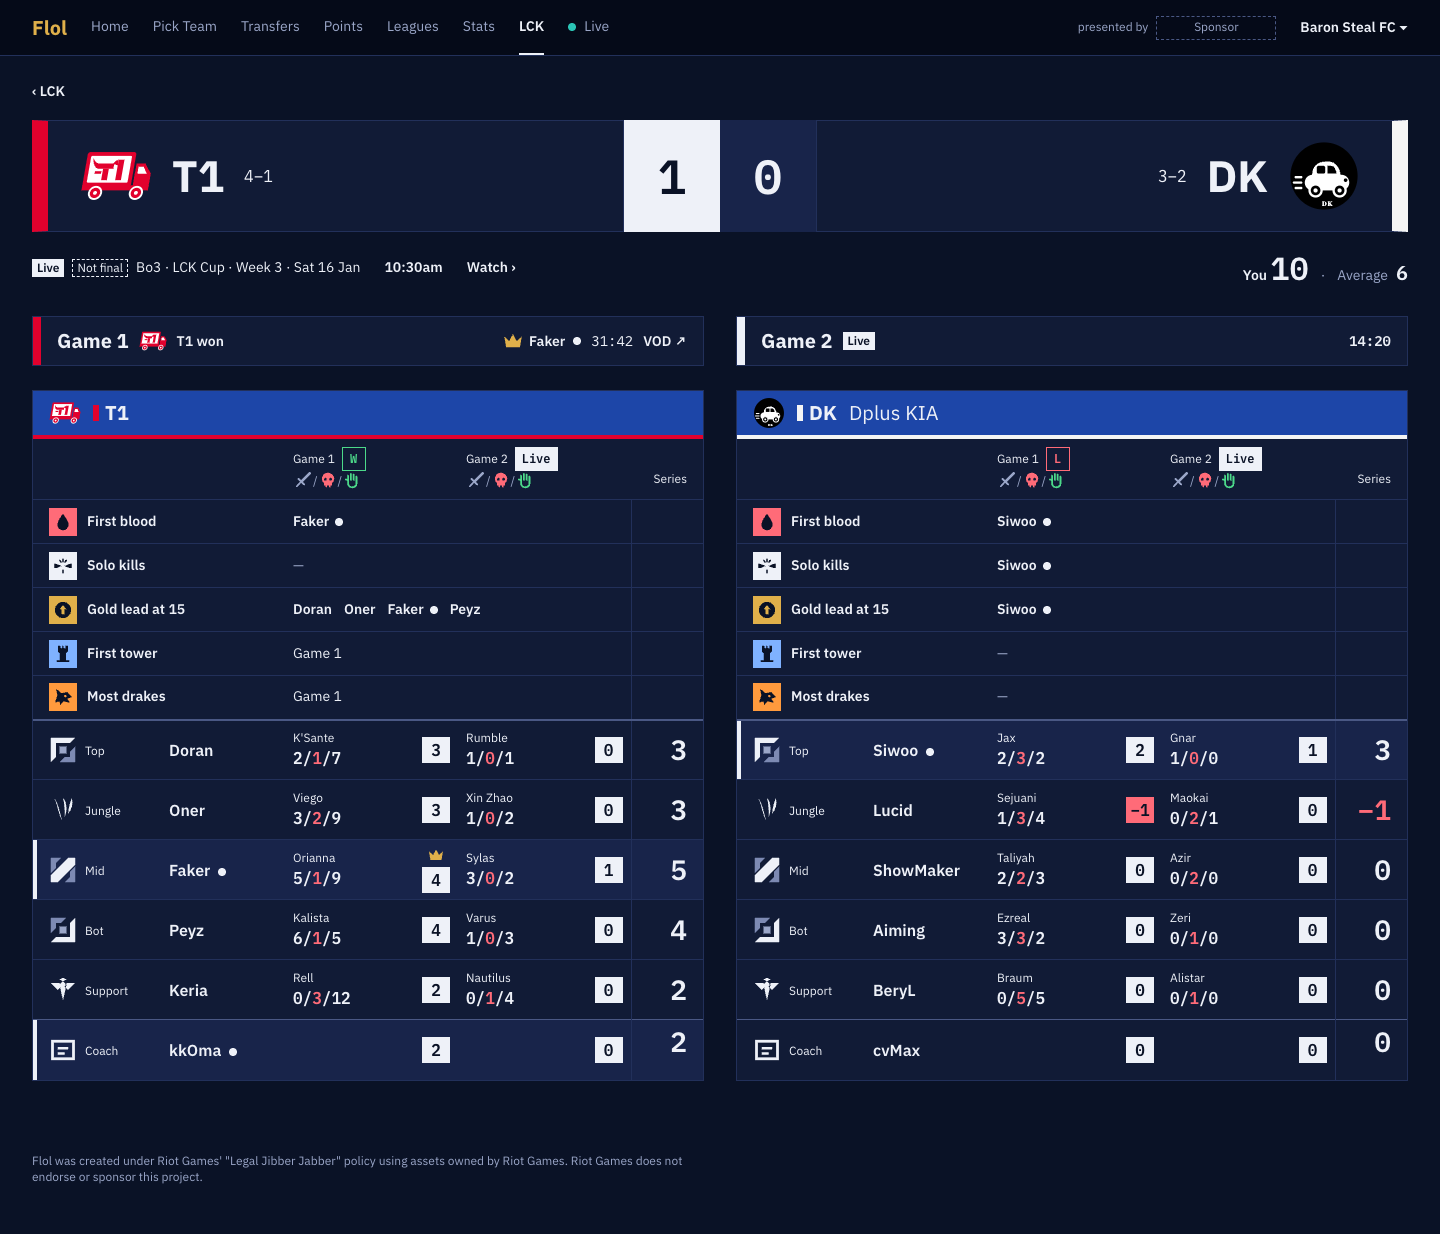 Flol Home Pick Team Transfers Points Leagues Stats LCK Live presented by Sponsor Baron Steal FC
‹ LCK
T1 T1 4–1 1 0 3–2 DK DK
Live Not final Bo3 · LCK Cup · Week 3 · Sat 16 Jan 10:30am Watch › You 10 · Average 6
Game 1 T1 T1 won Faker 31:42 VOD ↗
Game 2 Live 14:20
T1 T1
Game 1 W Game 2 Live
/ / / / Series
First blood Faker
Solo kills —
Gold lead at 15 Doran Oner Faker Peyz
First tower Game 1
Most drakes Game 1
K'Sante Rumble
Top Doran 2/1/7 3 0/0/1 0 3
Viego Xin Zhao
Jungle Oner 3/2/9 3 1/0/2 0 3
Orianna Sylas
Mid Faker 5/1/9 4 3/0/2 1 5
Kalista Varus
Bot Peyz 6/1/5 4 1/0/3 0 4
Rell Nautilus
Support Keria 0/3/12 2 0/1/4 0 2
Coach kkOma 2 0 2
DK DK Dplus KIA
Game 1 L Game 2 Live
/ / / / Series
First blood Siwoo
Solo kills Siwoo
Gold lead at 15 Siwoo
First tower —
Most drakes —
Jax Gnar
Top Siwoo 2/3/2 2 1/0/0 1 3
Sejuani Maokai
Jungle Lucid 1/3/4 −1 0/2/1 0 −1
Taliyah Azir
Mid ShowMaker 2/2/3 0 0/2/0 0 0
Ezreal Zeri
Bot Aiming 3/3/2 0 0/1/0 0 0
Braum Alistar
Support BeryL 0/5/5 0 0/1/0 0 0
Coach cvMax 0 0 0
Flol was created under Riot Games' "Legal Jibber Jabber" policy using assets owned by Riot Games. Riot Games does not
endorse or sponsor this project.